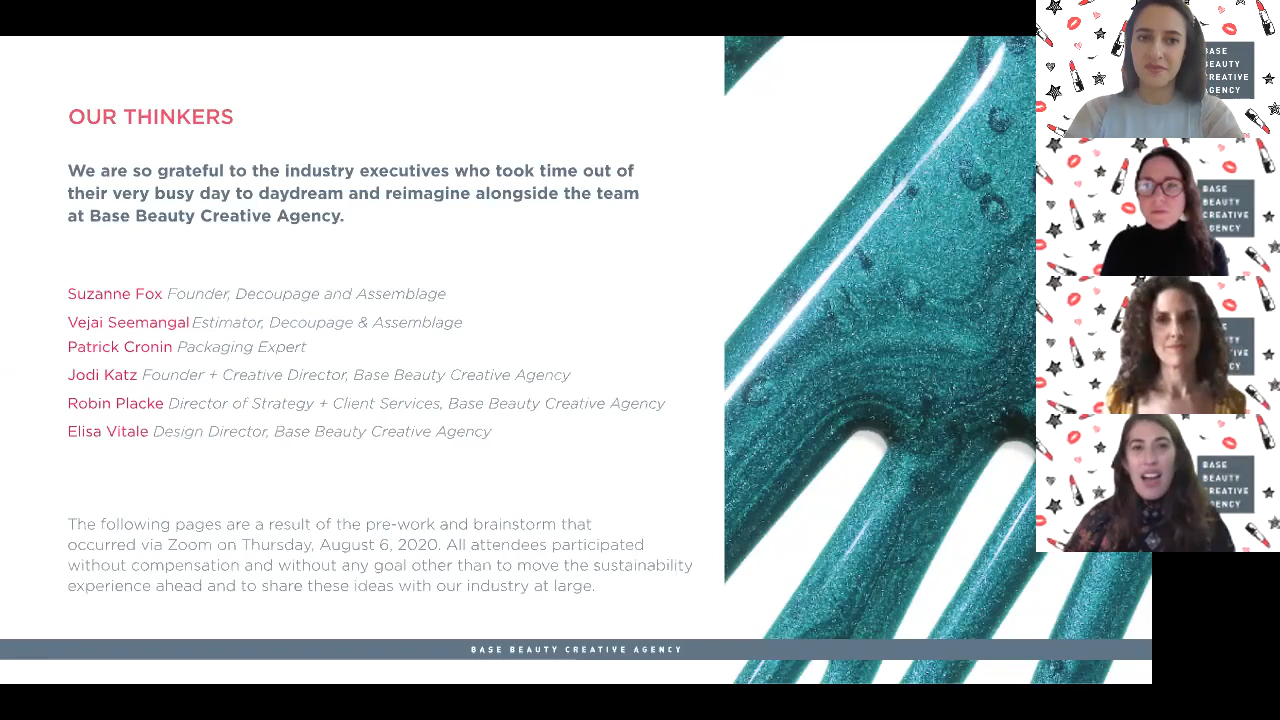 OUR THINKERS
We are so grateful to the industry executives who took time out of
their very busy day to daydream and reimagine alongside the team
at Base Beauty Creative Agency.
Suzanne Fox Founder, Decoupage and Assemblage
Vejai Seemangal Estimator, Decoupage & Assemblage
Patrick Cronin Packaging Expert
Jodi Katz Founder + Creative Director, Base Beauty Creative Agency
Robin Placke Director of Strategy + Client Services, Base Beauty Creative Agency
Elisa Vitale Design Director, Base Beauty Creative Agency
The following pages are a result of the pre-work and brainstorm that
occurred via Zoom on Thursday, August 6, 2020. All attendees participated
without compensation and without any goal other than to move the sustainability
experience ahead and to share these ideas with our industry at large.
BASE BEAUTY CREATIVE AGENCY
BASE
BEAUTY
CREATIVE
AGENCY
BASE
BEAUTY
CREATIVE
AGENCY
BASE
BEAUTY
CREATIVE
AGENCY